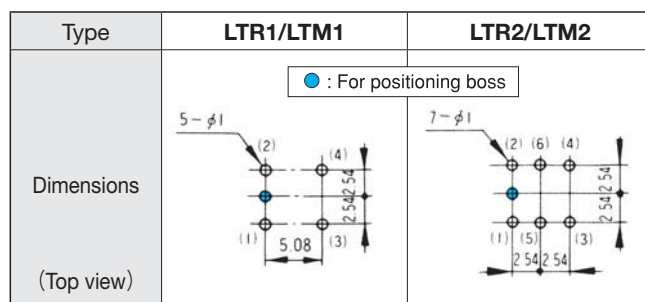 Type LTR1/LTM1 LTR2/LTM2
: For positioning boss
5-φ1 7-φ1
(2) (4) (2) (6) (4)
Dimensions 2.54 2.54 2.54 2.54
(1) 5.08 (3) (1) (5) (3)
2.54 2.54
(Top view)